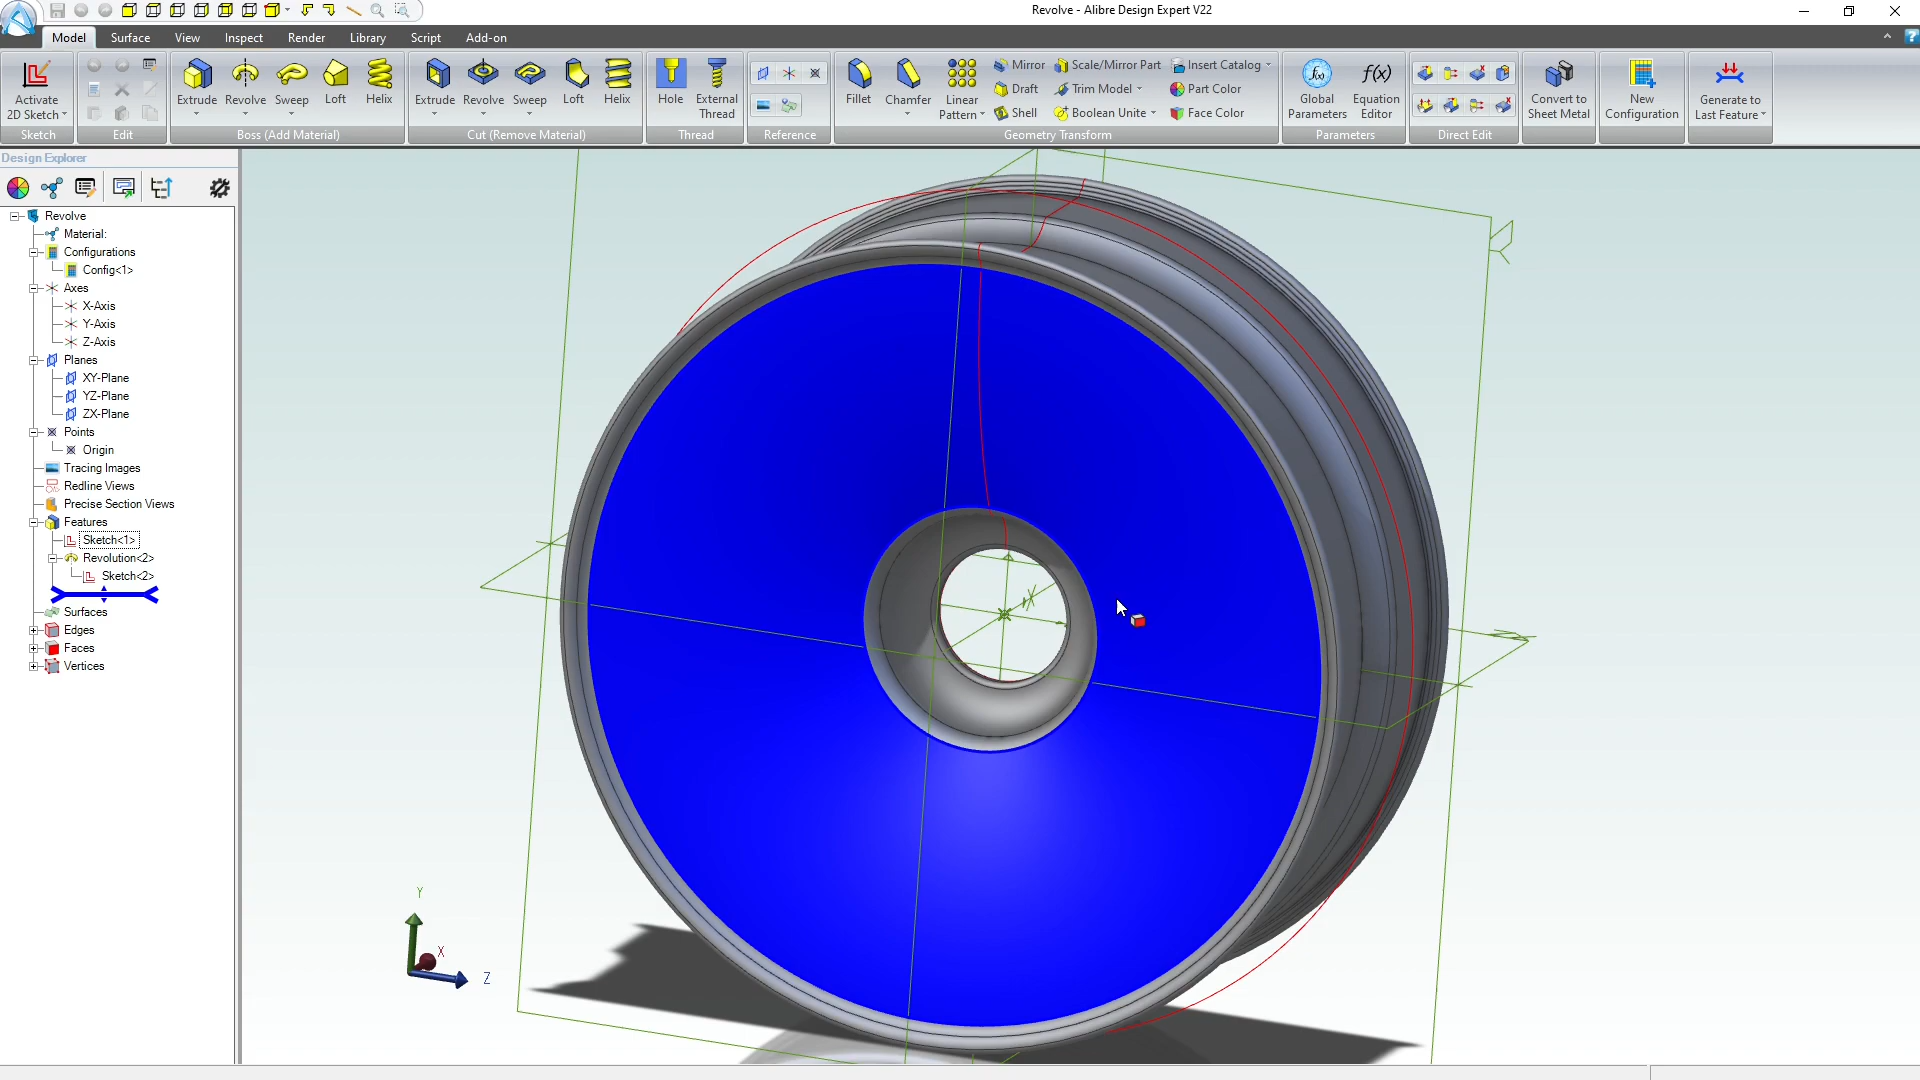 Revolve - Alibre Design Expert V22
Model Surface View Inspect Render Library Script Add-on
Activate
2D Sketch
Sketch
Edit
Extrude Revolve Sweep Loft Helix
Boss (Add Material)
Extrude Revolve Sweep Loft Helix
Cut (Remove Material)
Hole External
Thread
Thread
Reference
Fillet Chamfer Linear
Pattern
Mirror Scale/Mirror Part Insert Catalog
Draft Trim Model Part Color
Shell Boolean Unite Face Color
Geometry Transform
Global
Parameters
f(x)
Equation
Editor
Parameters
Direct Edit
Convert to
Sheet Metal
New
Configuration
Generate to
Last Feature
Design Explorer
Revolve
Material:
Configurations
Config<1>
Axes
X-Axis
Y-Axis
Z-Axis
Planes
XY-Plane
YZ-Plane
ZX-Plane
Points
Origin
Tracing Images
Redline Views
Precise Section Views
Features
Sketch<1>
Revolution<2>
Sketch<2>
Surfaces
Edges
Faces
Vertices
Y
X
Z